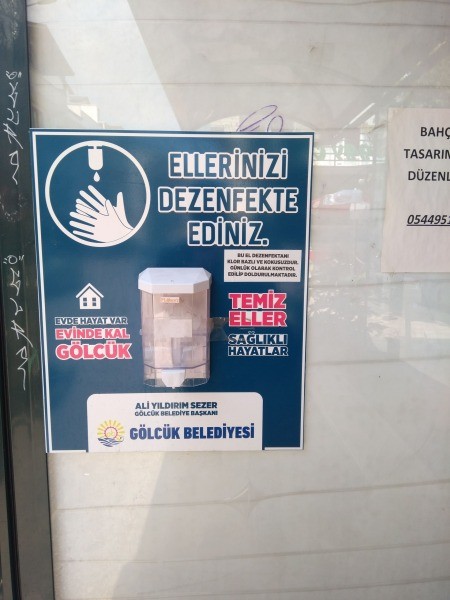 ELLERİNİZİ
DEZENFEKTE
EDİNİZ.
BU EL DEZENFEKTANI
KLOR BAZLI VE KOKUSUZDUR.
GÜNLÜK OLARAK KONTROL
EDİLİP DOLDURULMAKTADIR.
EVDE HAYAT VAR
EVİNDE KAL
GÖLCÜK
TEMİZ
ELLER
SAĞLIKLI
HAYATLAR
ALİ YILDIRIM SEZER
GÖLCÜK BELEDİYE BAŞKANI
GÖLCÜK BELEDİYESİ
BAHÇ
TASARIM
DÜZENL
0544951